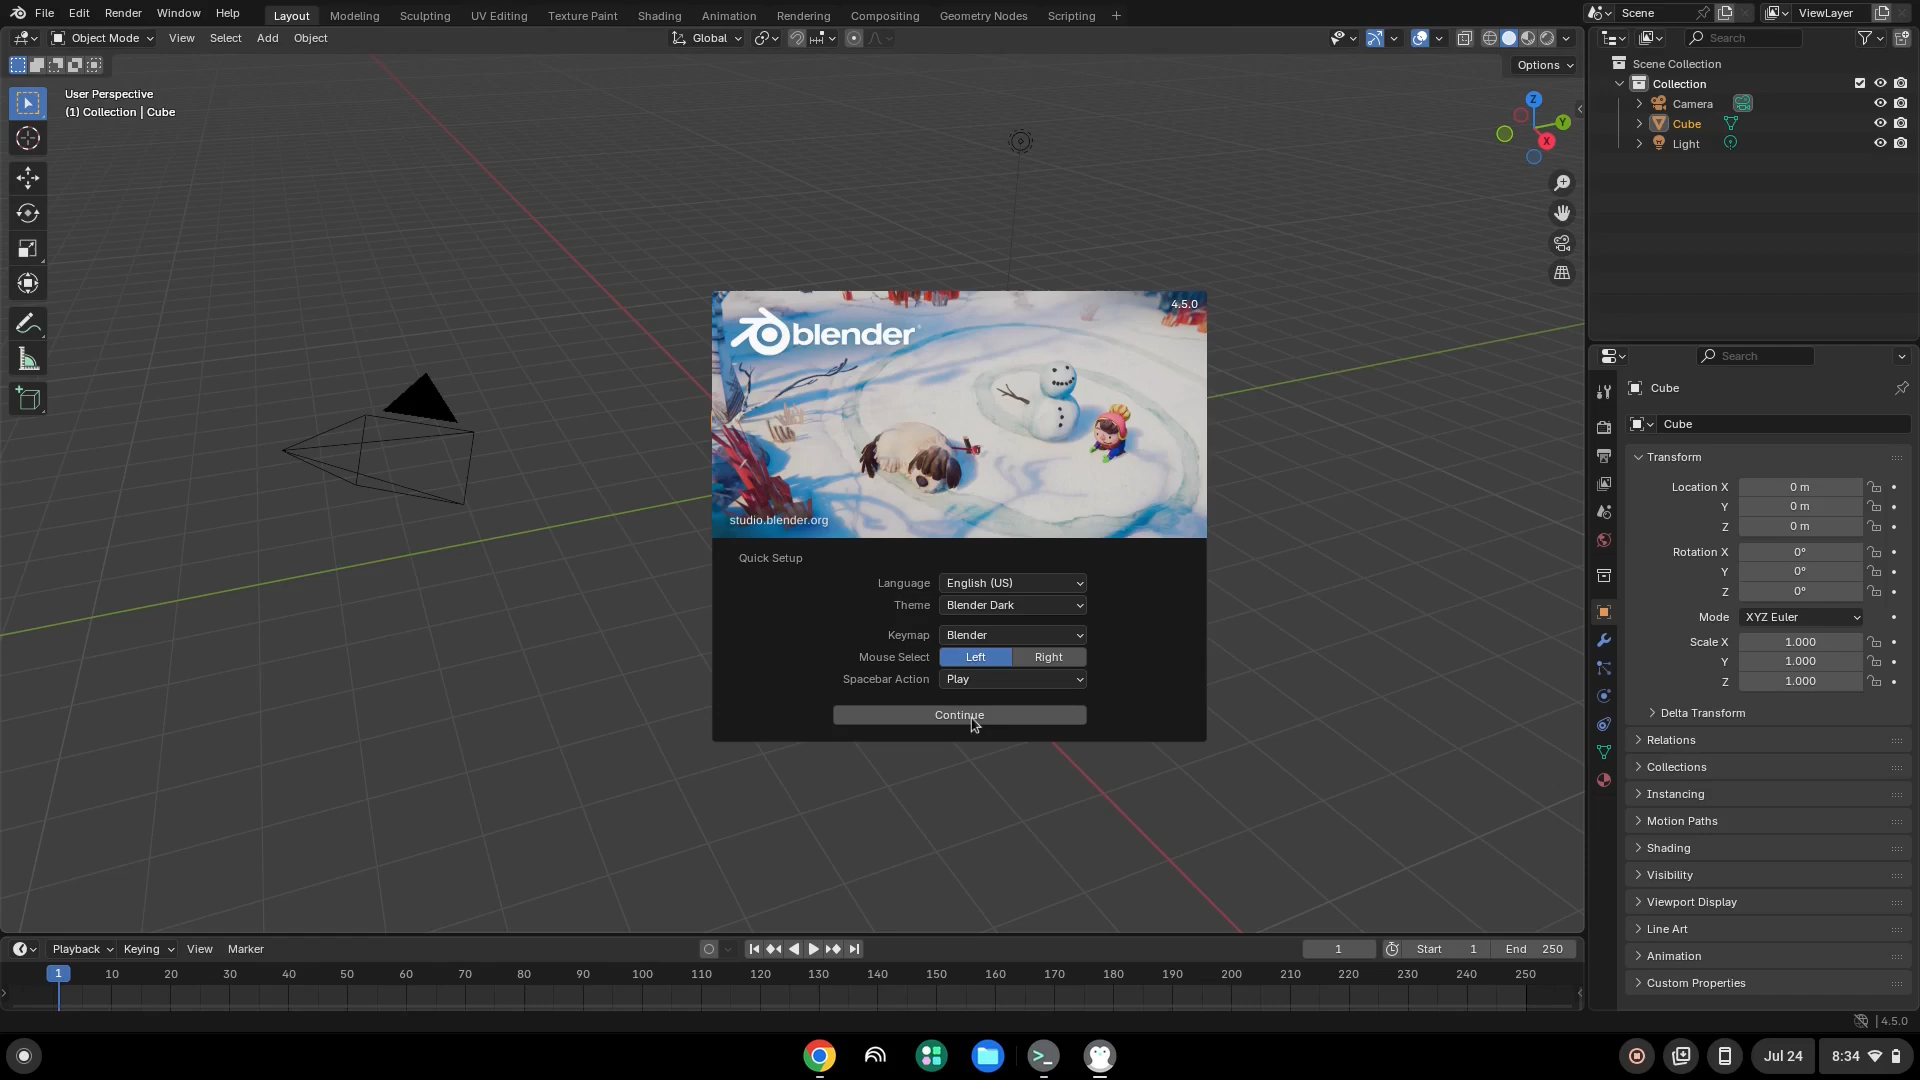 File Edit Render Window Help Layout Modeling Sculpting UV Editing Texture Paint Shading Animation Rendering Compositing Geometry Nodes Scripting + Scene ViewLayer
Object Mode View Select Add Object Global Search
Options
User Perspective
(1) Collection | Cube
Z
Y
X
Scene Collection
Collection
Camera
Cube
Light
4.5.0
blender
studio.blender.org
Quick Setup
Language English (US)
Theme Blender Dark
Keymap Blender
Mouse Select Left Right
Spacebar Action Play
Continue
Search
Cube
Cube
Transform
Location X 0 m
Y 0 m
Z 0 m
Rotation X 0°
Y 0°
Z 0°
Mode XYZ Euler
Scale X 1.000
Y 1.000
Z 1.000
Delta Transform
Relations
Collections
Instancing
Motion Paths
Shading
Visibility
Viewport Display
Line Art
Animation
Custom Properties
Playback Keying View Marker 1 Start 1 End 250
1 10 20 30 40 50 60 70 80 90 100 110 120 130 140 150 160 170 180 190 200 210 220 230 240 250
4.5.0
Jul 24 8:34